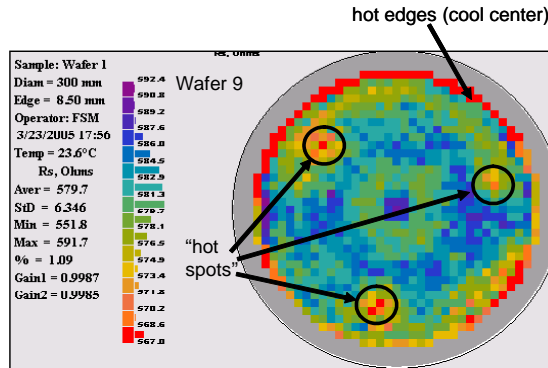 hot edges (cool center)
Rs, Ohms
Sample: Wafer 1
Diam = 300 mm
Edge = 8.50 mm
Operator: FSM
3/23/2005 17:56
Temp = 23.6°C
Rs, Ohms
Aver = 579.7
StD = 6.346
Min = 551.8
Max = 591.7
% = 1.09
Gain1 = 0.9987
Gain2 = 0.9985
592.4
590.8
589.2
587.6
586.0
584.5
582.9
581.3
579.7
578.1
576.5
574.9
573.4
571.8
570.2
568.6
567.0
Wafer 9
"hot
spots"